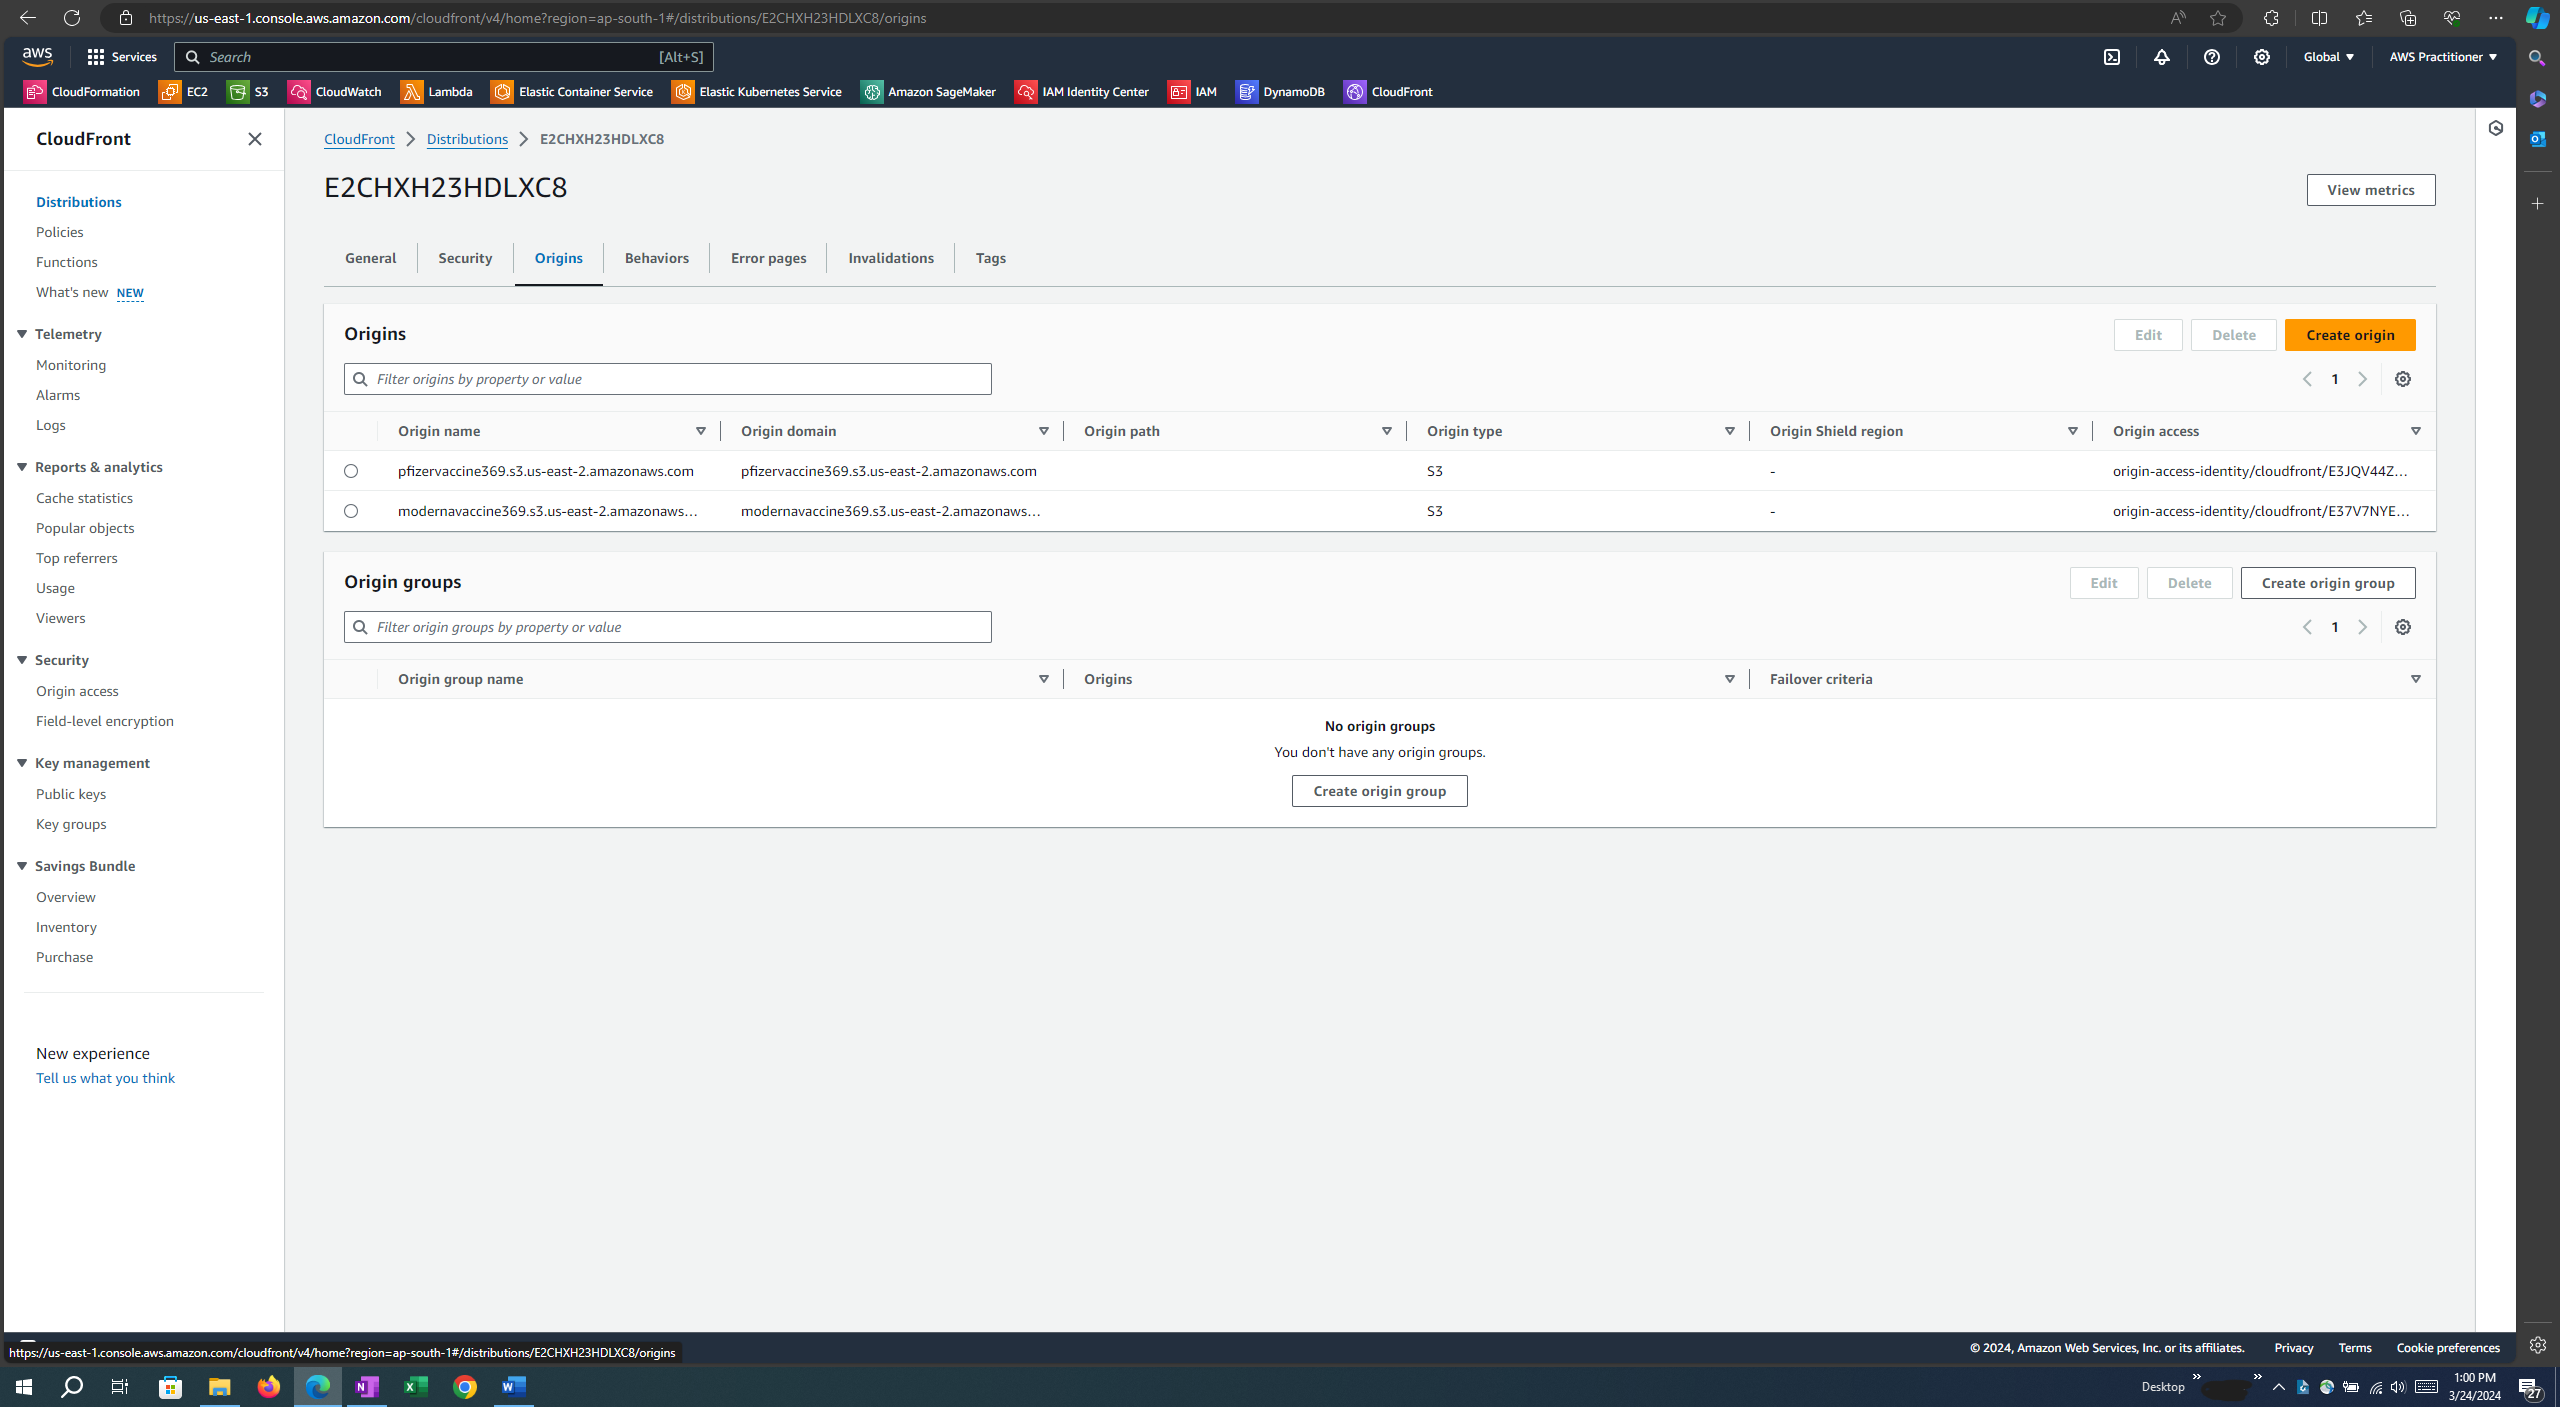 https://us-east-1.console.aws.amazon.com/cloudfront/v4/home?region=ap-south-1#/distributions/E2CHXH23HDLXC8/origins
aws Services Search [Alt+S] Global AWS Practitioner
CloudFormation EC2 S3 CloudWatch Lambda Elastic Container Service Elastic Kubernetes Service Amazon SageMaker IAM Identity Center IAM DynamoDB CloudFront
CloudFront
Distributions
Policies
Functions
What's new NEW
Telemetry
Monitoring
Alarms
Logs
Reports & analytics
Cache statistics
Popular objects
Top referrers
Usage
Viewers
Security
Origin access
Field-level encryption
Key management
Public keys
Key groups
Savings Bundle
Overview
Inventory
Purchase
New experience
Tell us what you think
CloudFront Distributions E2CHXH23HDLXC8
E2CHXH23HDLXC8 View metrics
General Security Origins Behaviors Error pages Invalidations Tags
Origins Edit Delete Create origin
Filter origins by property or value 1
Origin name Origin domain Origin path Origin type Origin Shield region Origin access
pfizervaccine369.s3.us-east-2.amazonaws.com pfizervaccine369.s3.us-east-2.amazonaws.com S3 - origin-access-identity/cloudfront/E3JQV44Z...
modernavaccine369.s3.us-east-2.amazonaws... modernavaccine369.s3.us-east-2.amazonaws... S3 - origin-access-identity/cloudfront/E37V7NYE...
Origin groups Edit Delete Create origin group
Filter origin groups by property or value 1
Origin group name Origins Failover criteria
No origin groups
You don't have any origin groups.
Create origin group
© 2024, Amazon Web Services, Inc. or its affiliates. Privacy Terms Cookie preferences
https://us-east-1.console.aws.amazon.com/cloudfront/v4/home?region=ap-south-1#/distributions/E2CHXH23HDLXC8/origins
Desktop 1:00 PM
3/24/2024 27